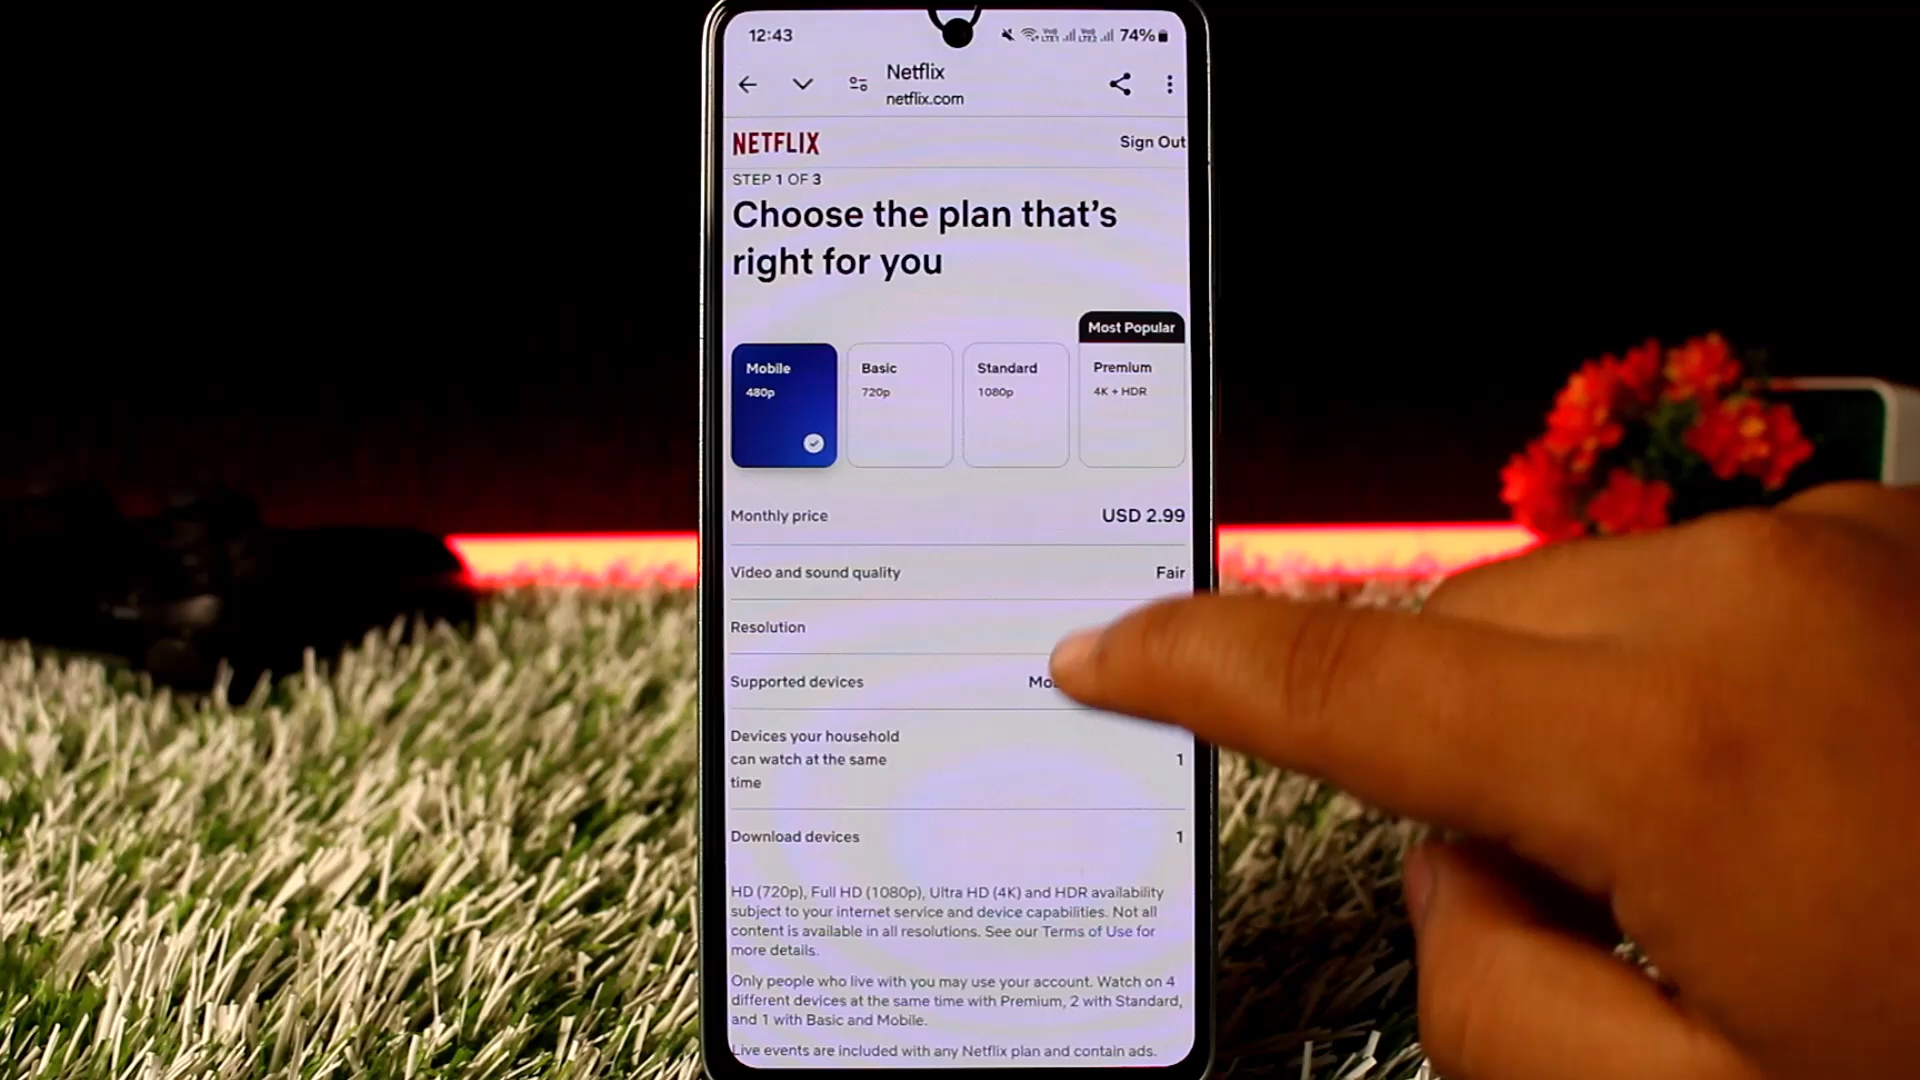 12:43
74%
Netflix
netflix.com
NETFLIX
Sign Out
STEP 1 OF 3
Choose the plan that's
right for you
Most Popular
Mobile
480p
Basic
720p
Standard
1080p
Premium
4K + HDR
Monthly price USD 2.99
Video and sound quality Fair
Resolution
Supported devices
Devices your household
can watch at the same
time
1
Download devices 1
HD (720p), Full HD (1080p), Ultra HD (4K) and HDR availability
subject to your internet service and device capabilities. Not all
content is available in all resolutions. See our Terms of Use for
more details.
Only people who live with you may use your account. Watch on 4
different devices at the same time with Premium, 2 with Standard,
and 1 with Basic and Mobile.
Live events are included with any Netflix plan and contain ads.